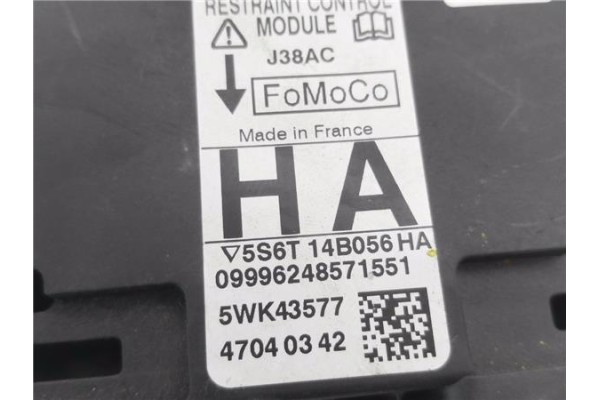 RESTRAINT CONTROL
MODULE
J38AC
FoMoCo
Made in France
HA
▽5S6T 14B056 HA
09996248571551
5WK43577
4704 03 42